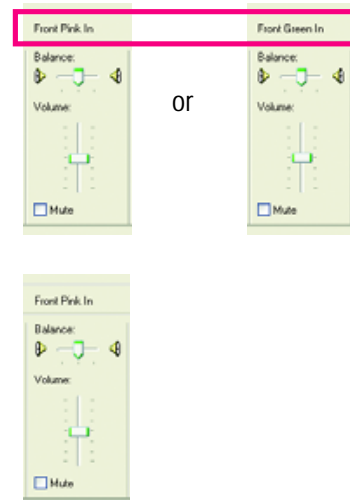 Front Pink In
Balance:
Volume:
Mute
or
Front Green In
Balance:
Volume:
Mute
Front Pink In
Balance:
Volume:
Mute